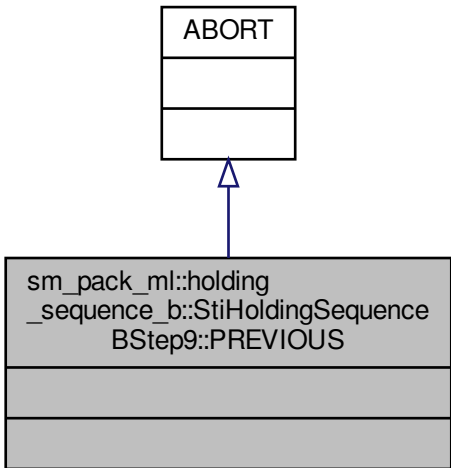 ABORT
sm_pack_ml::holding
_sequence_b::StiHoldingSequence
BStep9::PREVIOUS